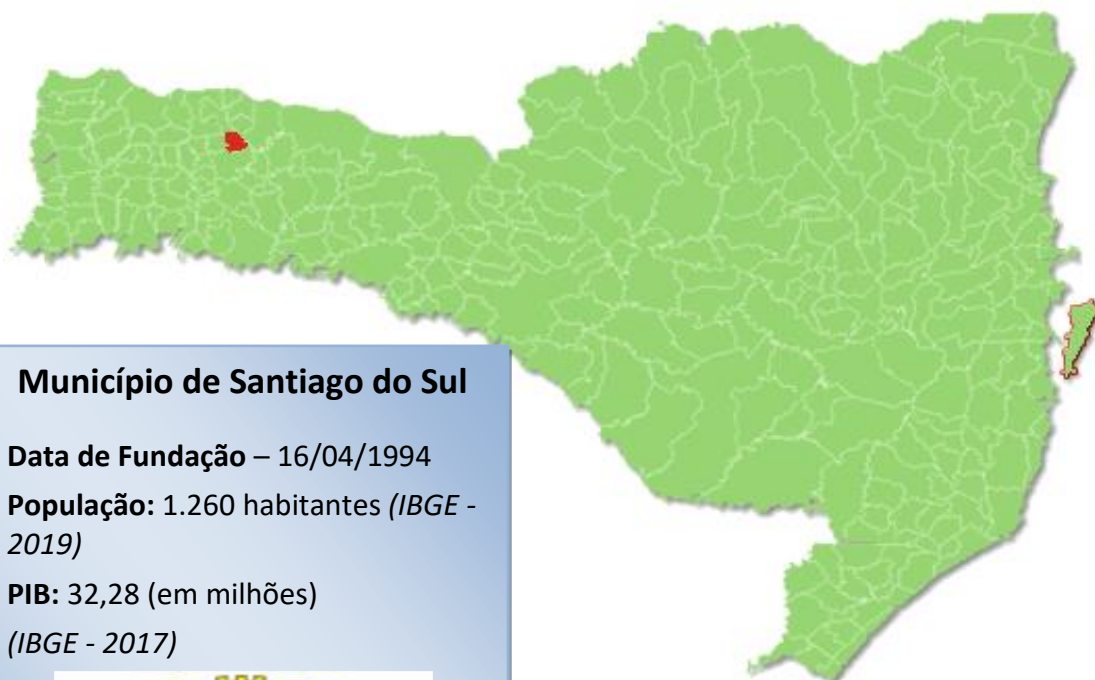 Município de Santiago do Sul
Data de Fundação – 16/04/1994
População: 1.260 habitantes (IBGE -
2019)
PIB: 32,28 (em milhões)
(IBGE - 2017)